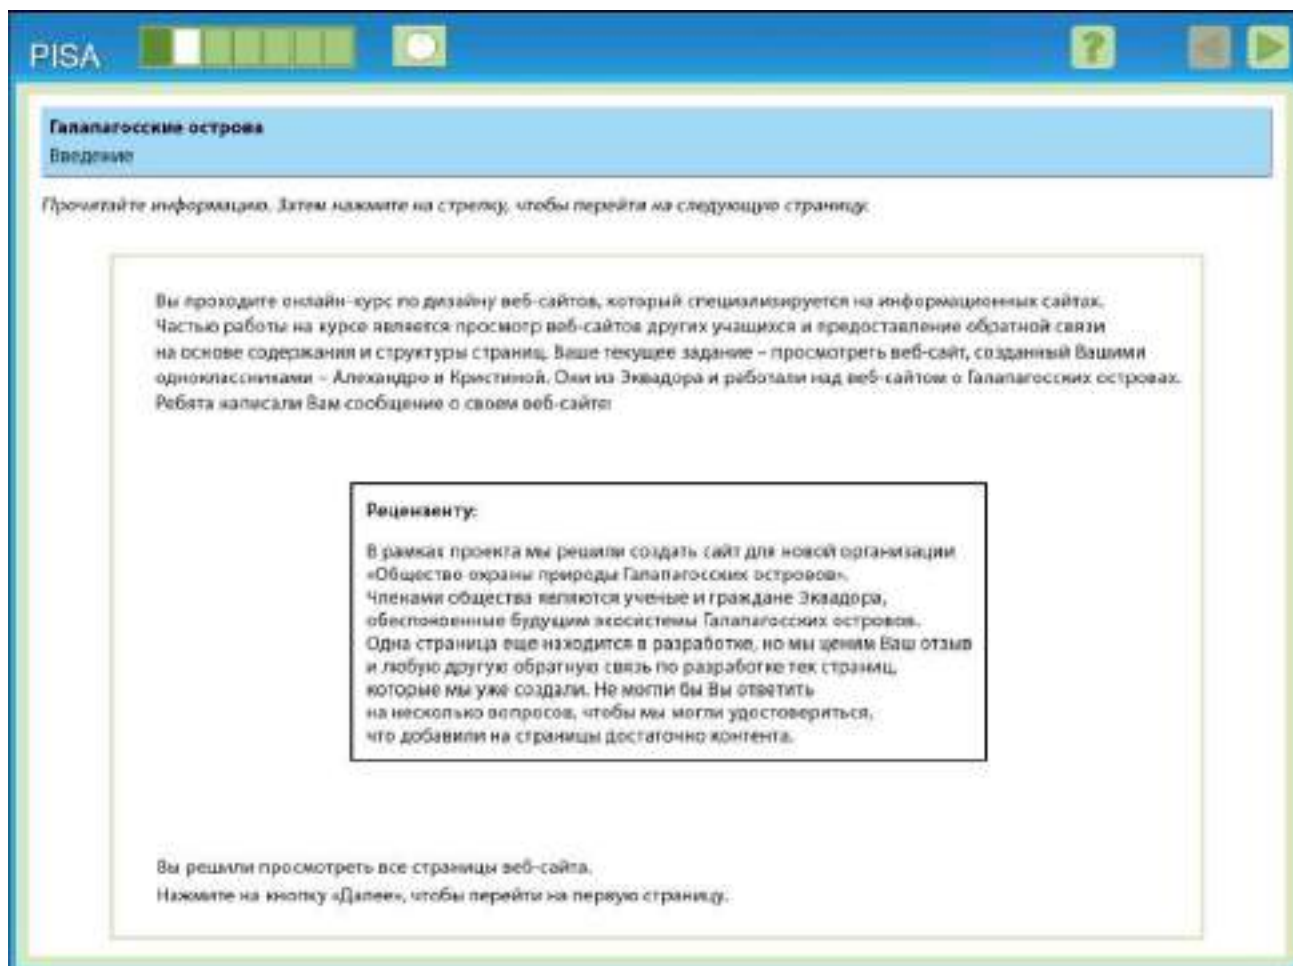 PISA
?
Галапагосские острова
Введение
Прочитайте информацию. Затем нажмите на стрелку, чтобы перейти на следующую страницу.
Вы проходите онлайн-курс по дизайну веб-сайтов, который специализируется на информационных сайтах.
Частью работы на курсе является просмотр веб-сайтов других учащихся и предоставление обратной связи
на основе содержания и структуры страниц. Ваше текущее задание – просмотреть веб-сайт, созданный Вашими
одноклассниками – Алехандро и Кристиной. Они из Эквадора и работали над веб-сайтом о Галапагосских островах.
Ребята написали Вам сообщение о своем веб-сайте:
Рецензенту:
В рамках проекта мы решили создать сайт для новой организации
«Общество охраны природы Галапагосских островов».
Членами общества являются ученые и граждане Эквадора,
обеспокоенные будущим экосистемы Галапагосских островов.
Одна страница еще находится в разработке, но мы ценим Ваш отзыв
и любую другую обратную связь по разработке тех страниц,
которые мы уже создали. Не могли бы Вы ответить
на несколько вопросов, чтобы мы могли удостовериться,
что добавили на страницы достаточно контента.
Вы решили просмотреть все страницы веб-сайта.
Нажмите на кнопку «Далее», чтобы перейти на первую страницу.